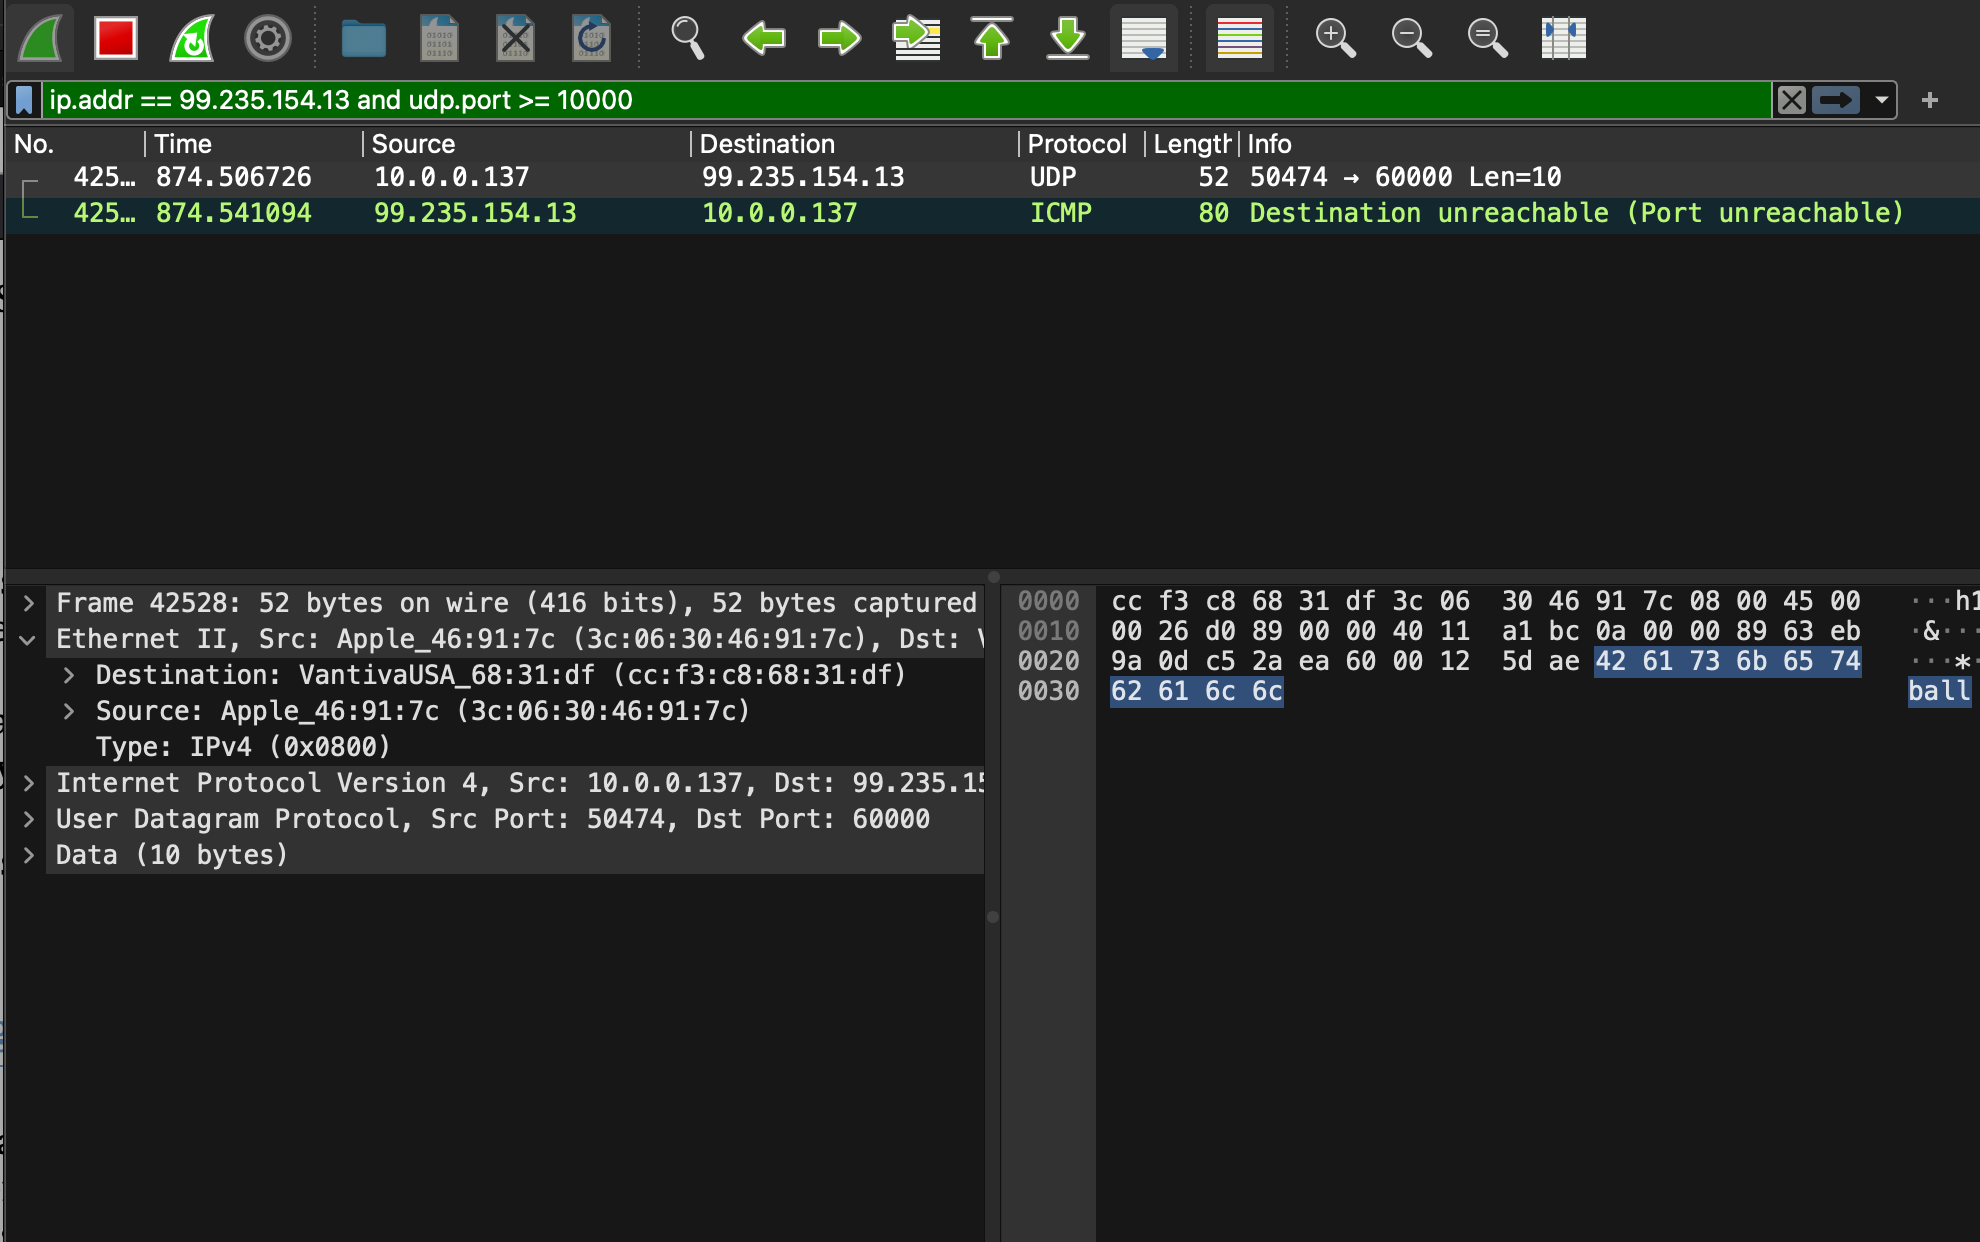 ip.addr == 99.235.154.13 and udp.port >= 10000
No. Time Source Destination Protocol Length Info
425… 874.506726 10.0.0.137 99.235.154.13 UDP 52 50474 → 60000 Len=10
425… 874.541094 99.235.154.13 10.0.0.137 ICMP 80 Destination unreachable (Port unreachable)
Frame 42528: 52 bytes on wire (416 bits), 52 bytes captured
Ethernet II, Src: Apple_46:91:7c (3c:06:30:46:91:7c), Dst:
Destination: VantivaUSA_68:31:df (cc:f3:c8:68:31:df)
Source: Apple_46:91:7c (3c:06:30:46:91:7c)
Type: IPv4 (0x0800)
Internet Protocol Version 4, Src: 10.0.0.137, Dst: 99.235.15
User Datagram Protocol, Src Port: 50474, Dst Port: 60000
Data (10 bytes)
0000 cc f3 c8 68 31 df 3c 06 30 46 91 7c 08 00 45 00 ···h1
0010 00 26 d0 89 00 00 40 11 a1 bc 0a 00 00 89 63 eb ·&···
0020 9a 0d c5 2a ea 60 00 12 5d ae 42 61 73 6b 65 74 ···*·
0030 62 61 6c 6c ball